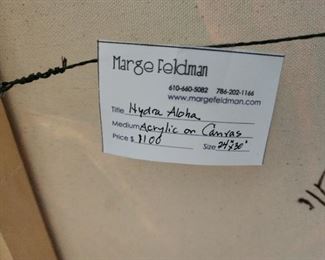 Marge Feldman
610-660-5082 786-202-1166
www.margefeldman.com
Title Hydra Aloha
Medium Acrylic on Canvas
Price $ 1100 Size 24"x30"